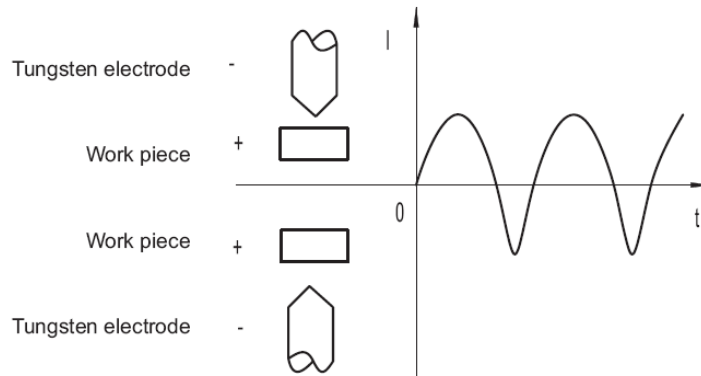 I
Tungsten electrode -
Work piece +
0
t
Work piece +
Tungsten electrode -